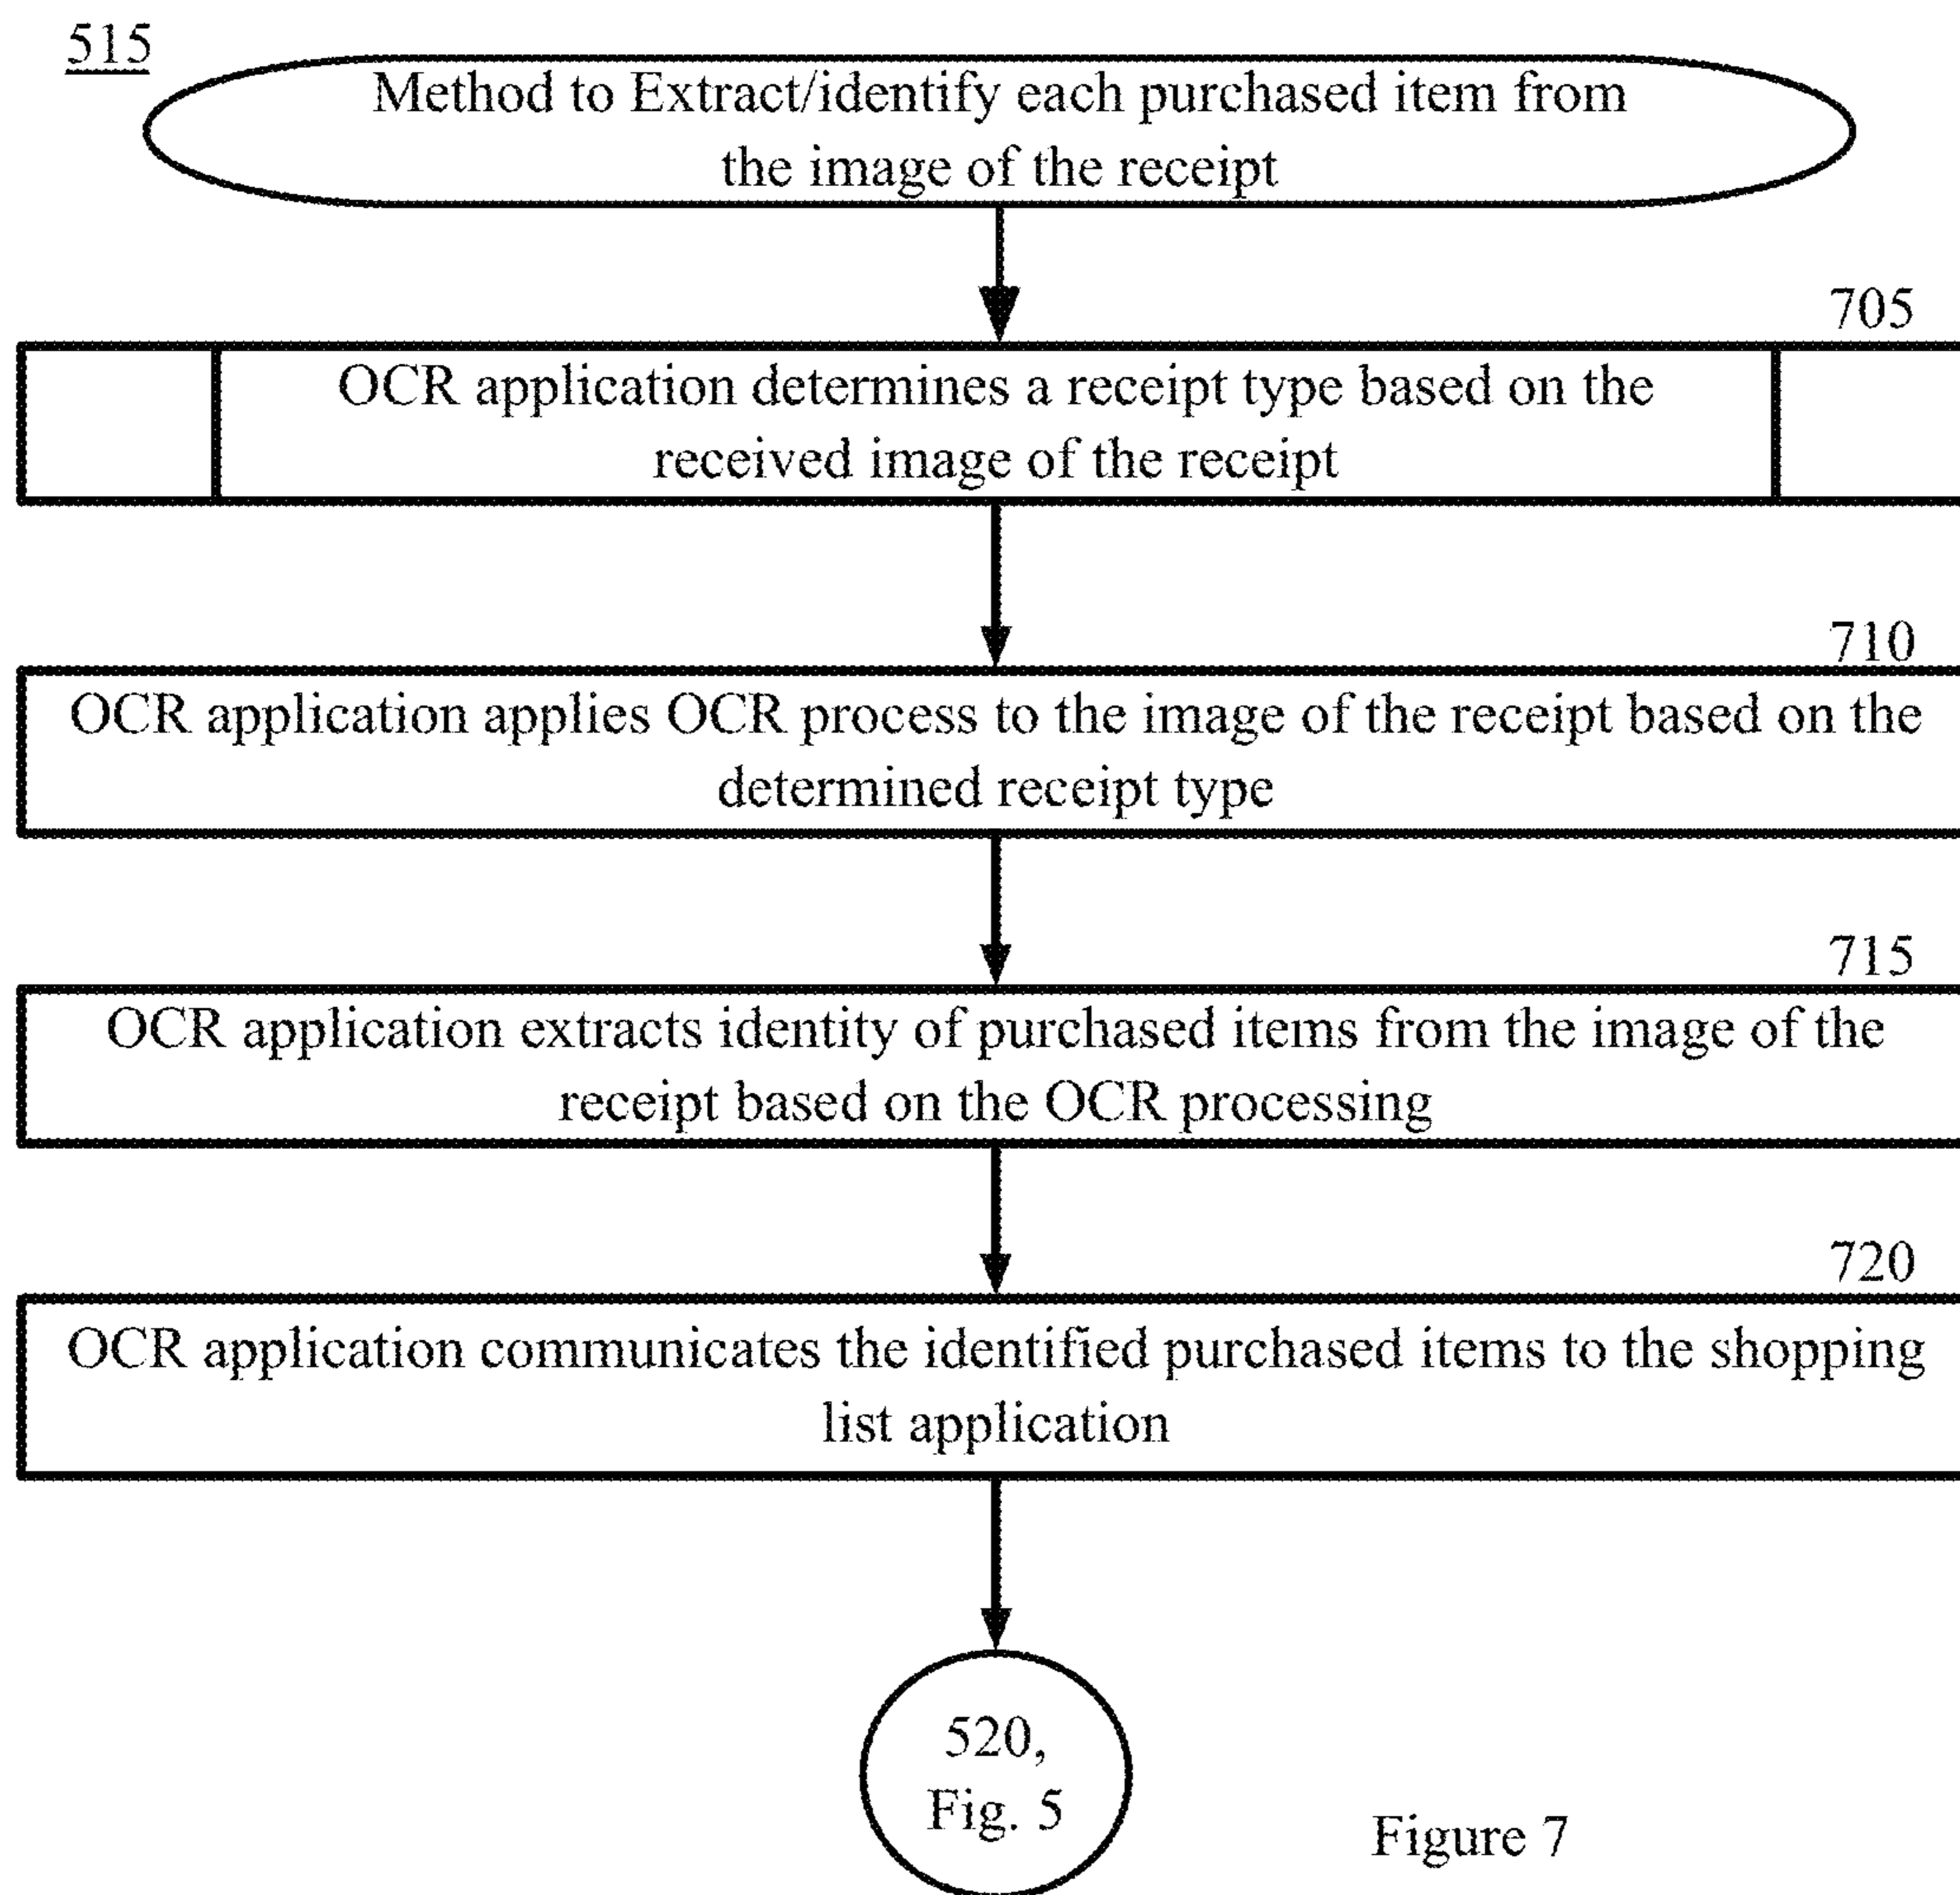 515
Method to Extract/identify each purchased item from
the image of the receipt
705
OCR application determines a receipt type based on the
received image of the receipt
710
OCR application applies OCR process to the image of the receipt based on the
determined receipt type
715
OCR application extracts identity of purchased items from the image of the
receipt based on the OCR processing
720
OCR application communicates the identified purchased items to the shopping
list application
520,
Fig. 5
Figure 7